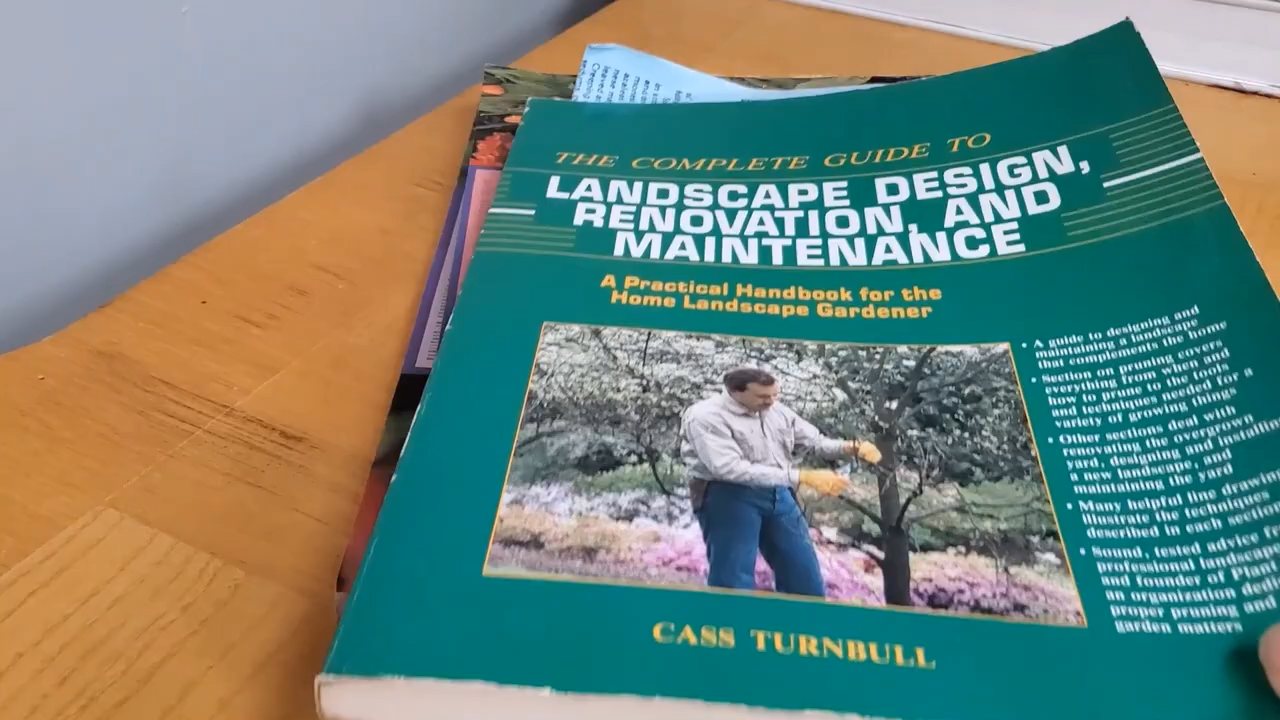 THE COMPLETE GUIDE TO
LANDSCAPE DESIGN,
RENOVATION, AND
MAINTENANCE
A Practical Handbook for the
Home Landscape Gardener
• A guide to designing and
maintaining a landscape
that complements the home
• Section on pruning covers
everything from when and
how to prune to the tools
and techniques needed for a
variety of growing things
• Other sections deal with
renovating the overgrown
yard, designing and installing
a new landscape, and
maintaining the yard
• Many helpful line
illustrate the techniques
described in each section
• Sound, tested advice
professional
and founder of
an organization
proper pruning and
garden matters
CASS TURNBULL